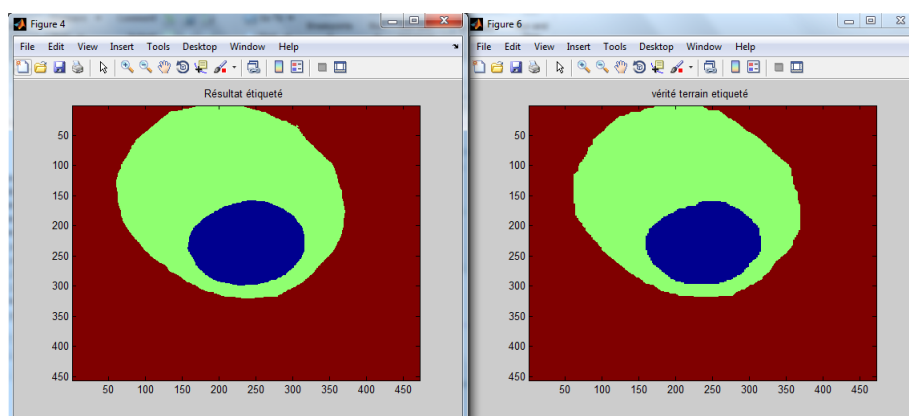 Figure 4
File Edit View Insert Tools Desktop Window Help
Résultat étiqueté
50
100
150
200
250
300
350
400
450
50 100 150 200 250 300 350 400 450
Figure 6
File Edit View Insert Tools Desktop Window Help
vérité terrain etiqueté
50
100
150
200
250
300
350
400
450
50 100 150 200 250 300 350 400 450